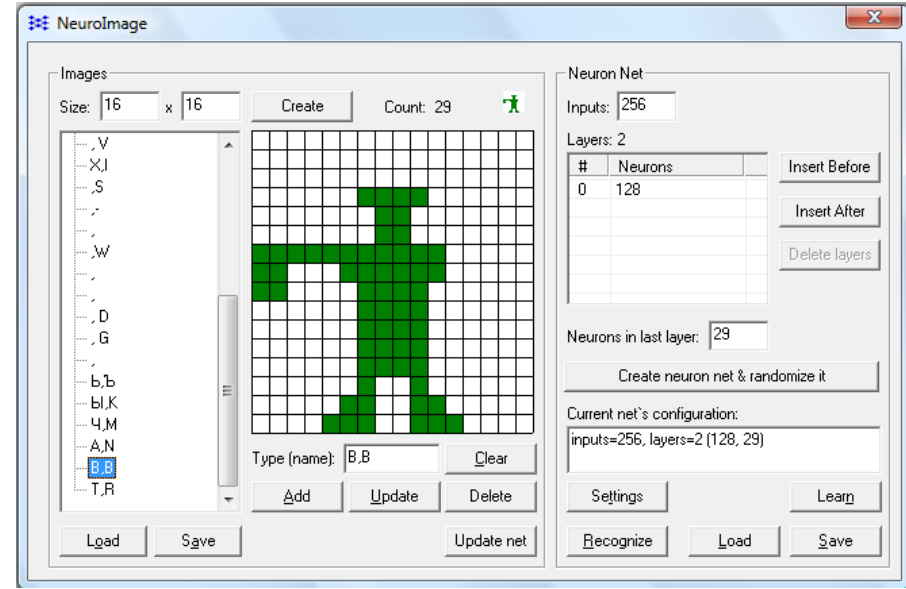 NeuroImage
Images
Size: 16 x 16 Create Count: 29
, V
X,I
,S
,-
,
,W
,
,
, D
, G
,
Ь,Ъ
Ы,К
Ч,М
A,N
B,B
T,R
Type (name): B,B Clear
Add Update Delete
Load Save Update net
Neuron Net
Inputs: 256
Layers: 2
# Neurons
0 128
Insert Before
Insert After
Delete layers
Neurons in last layer: 29
Create neuron net & randomize it
Current net`s configuration:
inputs=256, layers=2 (128, 29)
Settings Learn
Recognize Load Save